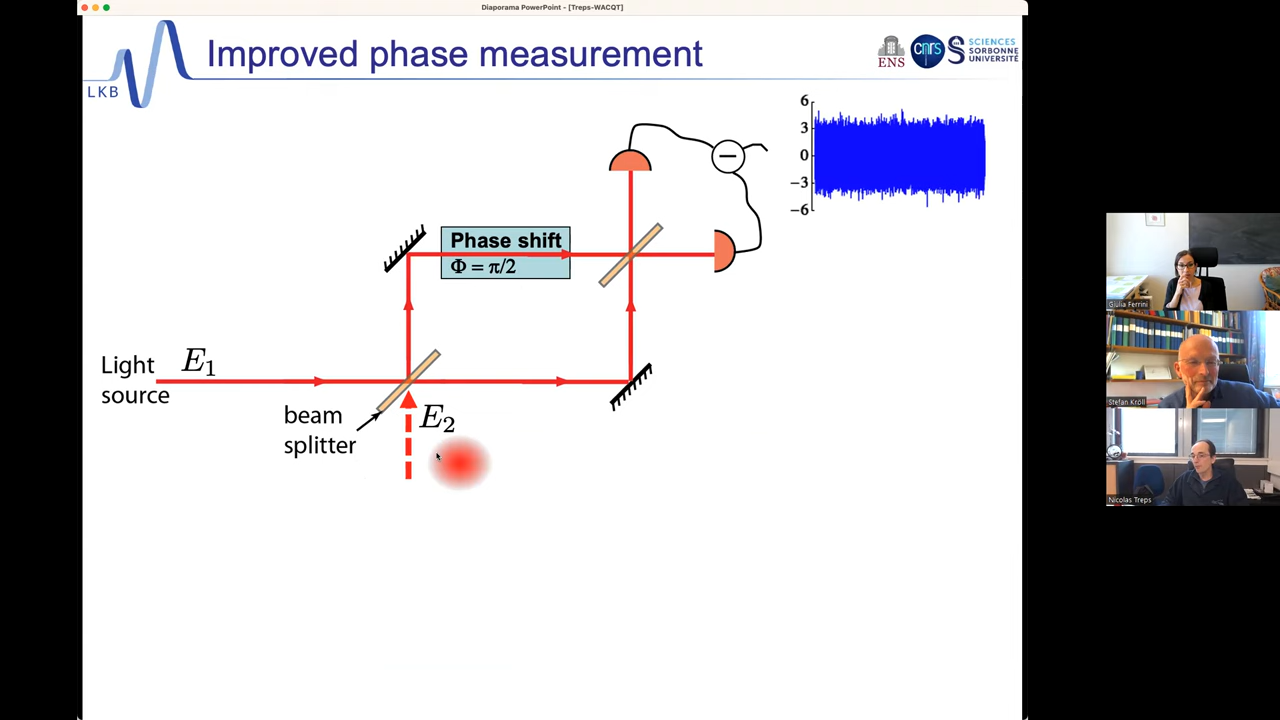 Diaporama PowerPoint - [Treps-WACQT]
Improved phase measurement
LKB
ENS
cnrs
SCIENCES
SORBONNE
UNIVERSITÉ
6
3
0
−3
−6
Phase shift
Φ = π/2
Light
source
E1
beam
splitter
E2
Giulia Ferrini
Stefan Kröll
Nicolas Treps